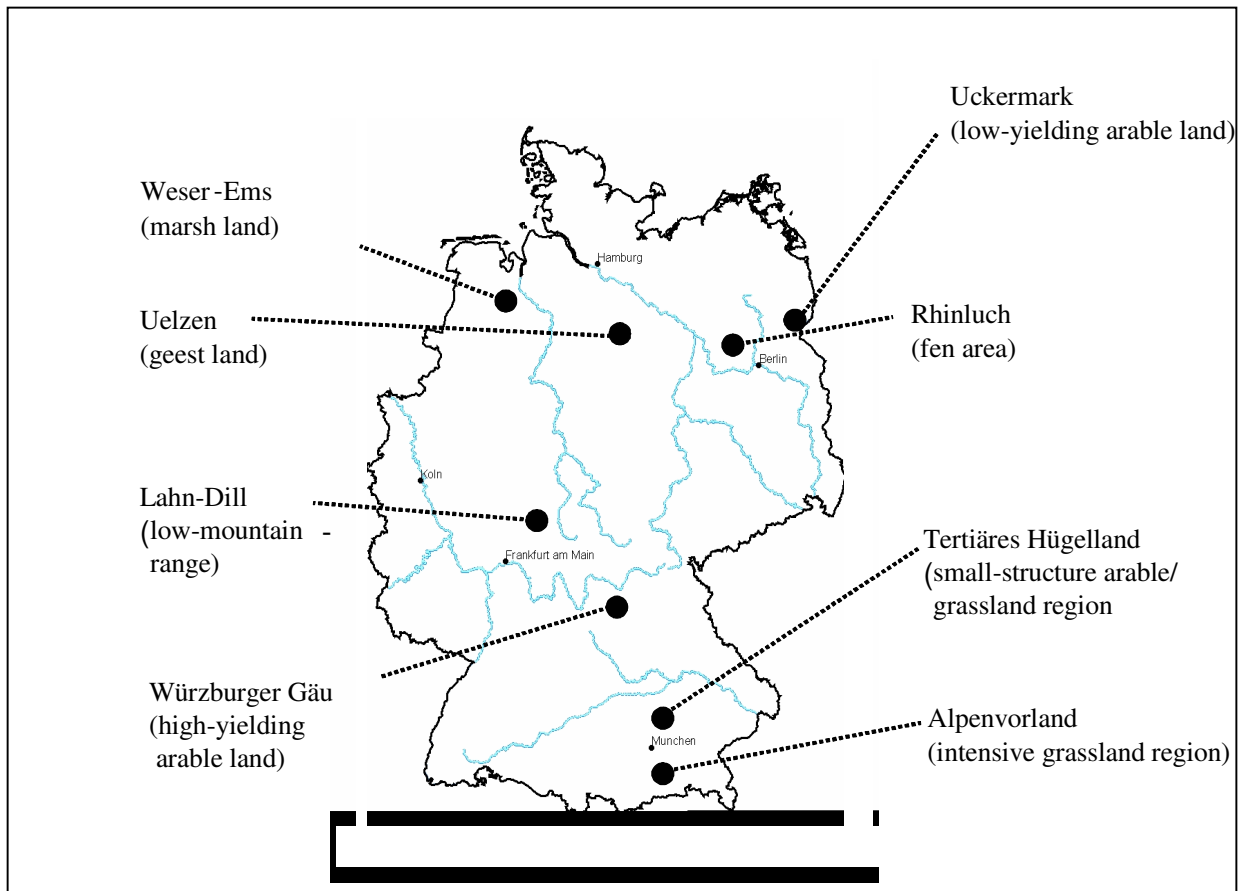 Uckermark
(low-yielding arable land)
Weser-Ems
(marsh land)
Hamburg
Uelzen
(geest land)
Rhinluch
(fen area)
Berlin
Koln
Lahn-Dill
(low-mountain -
range)
Frankfurt am Main
Tertiäres Hügelland
(small-structure arable/
grassland region
Würzburger Gäu
(high-yielding
arable land)
Alpenvorland
(intensive grassland region)
Munchen